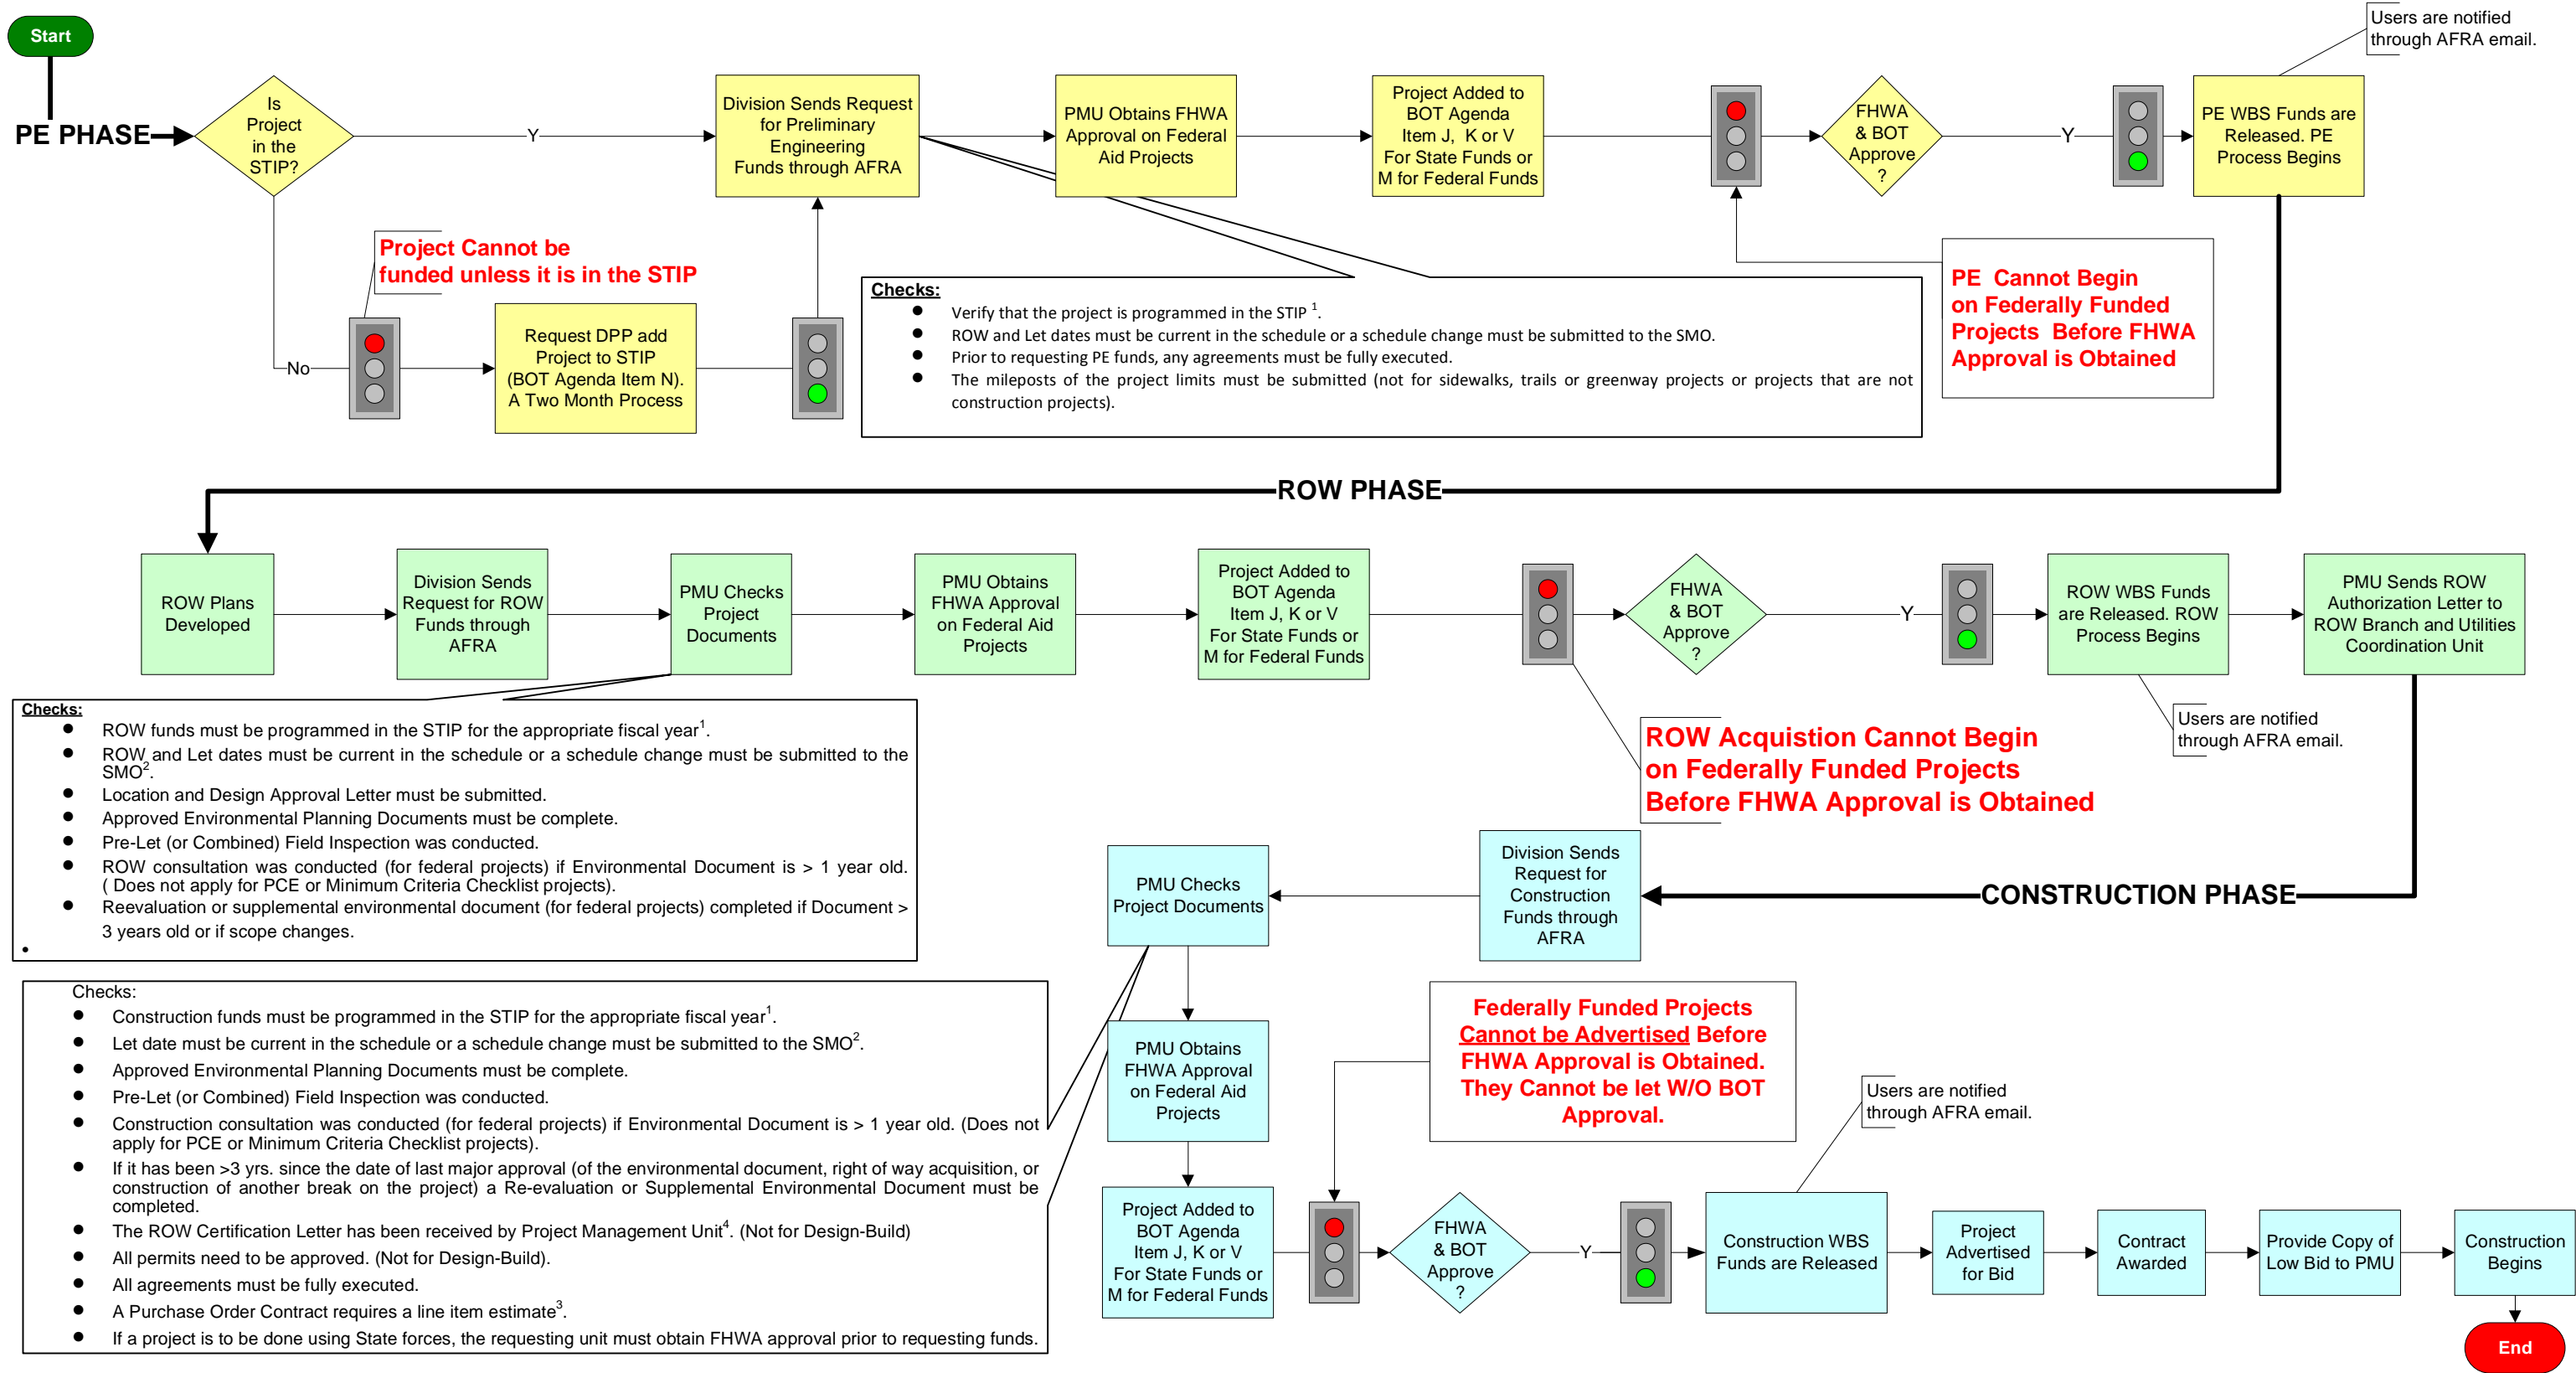 Start
Users are notified
through AFRA email.
PE PHASE
Is
Project
in the
STIP?
Y
Division Sends Request
for Preliminary
Engineering
Funds through AFRA
PMU Obtains FHWA
Approval on Federal
Aid Projects
Project Added to
BOT Agenda
Item J, K or V
For State Funds or
M for Federal Funds
FHWA
& BOT
Approve
?
Y
PE WBS Funds are
Released. PE
Process Begins
Project Cannot be
funded unless it is in the STIP
No
Request DPP add
Project to STIP
(BOT Agenda Item N).
A Two Month Process
Checks:
● Verify that the project is programmed in the STIP 1.
● ROW and Let dates must be current in the schedule or a schedule change must be submitted to the SMO.
● Prior to requesting PE funds, any agreements must be fully executed.
● The mileposts of the project limits must be submitted (not for sidewalks, trails or greenway projects or projects that are not
construction projects).
PE Cannot Begin
on Federally Funded
Projects Before FHWA
Approval is Obtained
ROW PHASE
ROW Plans
Developed
Division Sends
Request for ROW
Funds through
AFRA
PMU Checks
Project
Documents
PMU Obtains
FHWA Approval
on Federal Aid
Projects
Project Added to
BOT Agenda
Item J, K or V
For State Funds or
M for Federal Funds
FHWA
& BOT
Approve
?
Y
ROW WBS Funds
are Released. ROW
Process Begins
PMU Sends ROW
Authorization Letter to
ROW Branch and Utilities
Coordination Unit
Checks:
● ROW funds must be programmed in the STIP for the appropriate fiscal year1.
● ROW and Let dates must be current in the schedule or a schedule change must be submitted to the
SMO2.
● Location and Design Approval Letter must be submitted.
● Approved Environmental Planning Documents must be complete.
● Pre-Let (or Combined) Field Inspection was conducted.
● ROW consultation was conducted (for federal projects) if Environmental Document is > 1 year old.
( Does not apply for PCE or Minimum Criteria Checklist projects).
● Reevaluation or supplemental environmental document (for federal projects) completed if Document >
3 years old or if scope changes.
●
ROW Acquistion Cannot Begin
on Federally Funded Projects
Before FHWA Approval is Obtained
Users are notified
through AFRA email.
CONSTRUCTION PHASE
Division Sends
Request for
Construction
Funds through
AFRA
PMU Checks
Project Documents
Checks:
● Construction funds must be programmed in the STIP for the appropriate fiscal year1.
● Let date must be current in the schedule or a schedule change must be submitted to the SMO2.
● Approved Environmental Planning Documents must be complete.
● Pre-Let (or Combined) Field Inspection was conducted.
● Construction consultation was conducted (for federal projects) if Environmental Document is > 1 year old. (Does not
apply for PCE or Minimum Criteria Checklist projects).
● If it has been >3 yrs. since the date of last major approval (of the environmental document, right of way acquisition, or
construction of another break on the project) a Re-evaluation or Supplemental Environmental Document must be
completed.
● The ROW Certification Letter has been received by Project Management Unit4. (Not for Design-Build)
● All permits need to be approved. (Not for Design-Build).
● All agreements must be fully executed.
● A Purchase Order Contract requires a line item estimate3.
● If a project is to be done using State forces, the requesting unit must obtain FHWA approval prior to requesting funds.
PMU Obtains
FHWA Approval
on Federal Aid
Projects
Federally Funded Projects
Cannot be Advertised Before
FHWA Approval is Obtained.
They Cannot be let W/O BOT
Approval.
Users are notified
through AFRA email.
Project Added to
BOT Agenda
Item J, K or V
For State Funds or
M for Federal Funds
FHWA
& BOT
Approve
?
Y
Construction WBS
Funds are Released
Project
Advertised
for Bid
Contract
Awarded
Provide Copy of
Low Bid to PMU
Construction
Begins
End